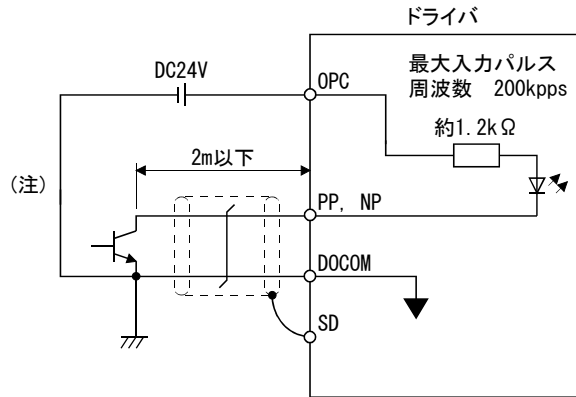 ドライバ
DC24V
OPC
最大入力パルス
周波数 200kpps
約1.2kΩ
2m以下
(注)
PP, NP
DOCOM
SD